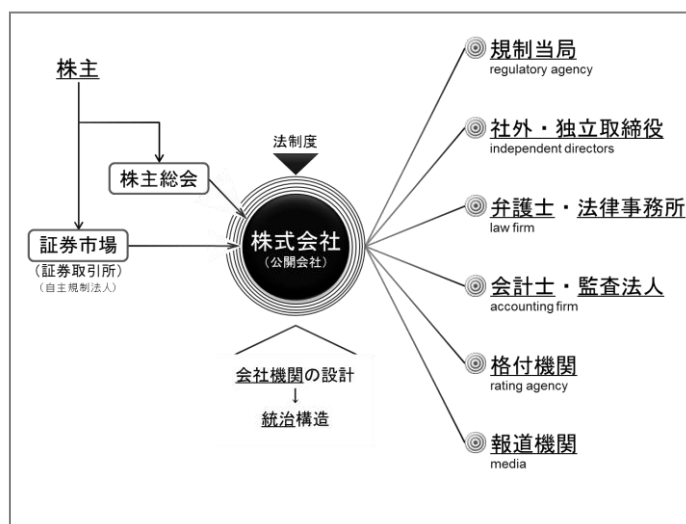 株主
株主総会
証券市場
(証券取引所)
(自主規制法人)
法制度
株式会社
(公開会社)
会社機関の設計
↓
統治構造
規制当局
regulatory agency
社外・独立取締役
independent directors
弁護士・法律事務所
law firm
会計士・監査法人
accounting firm
格付機関
rating agency
報道機関
media